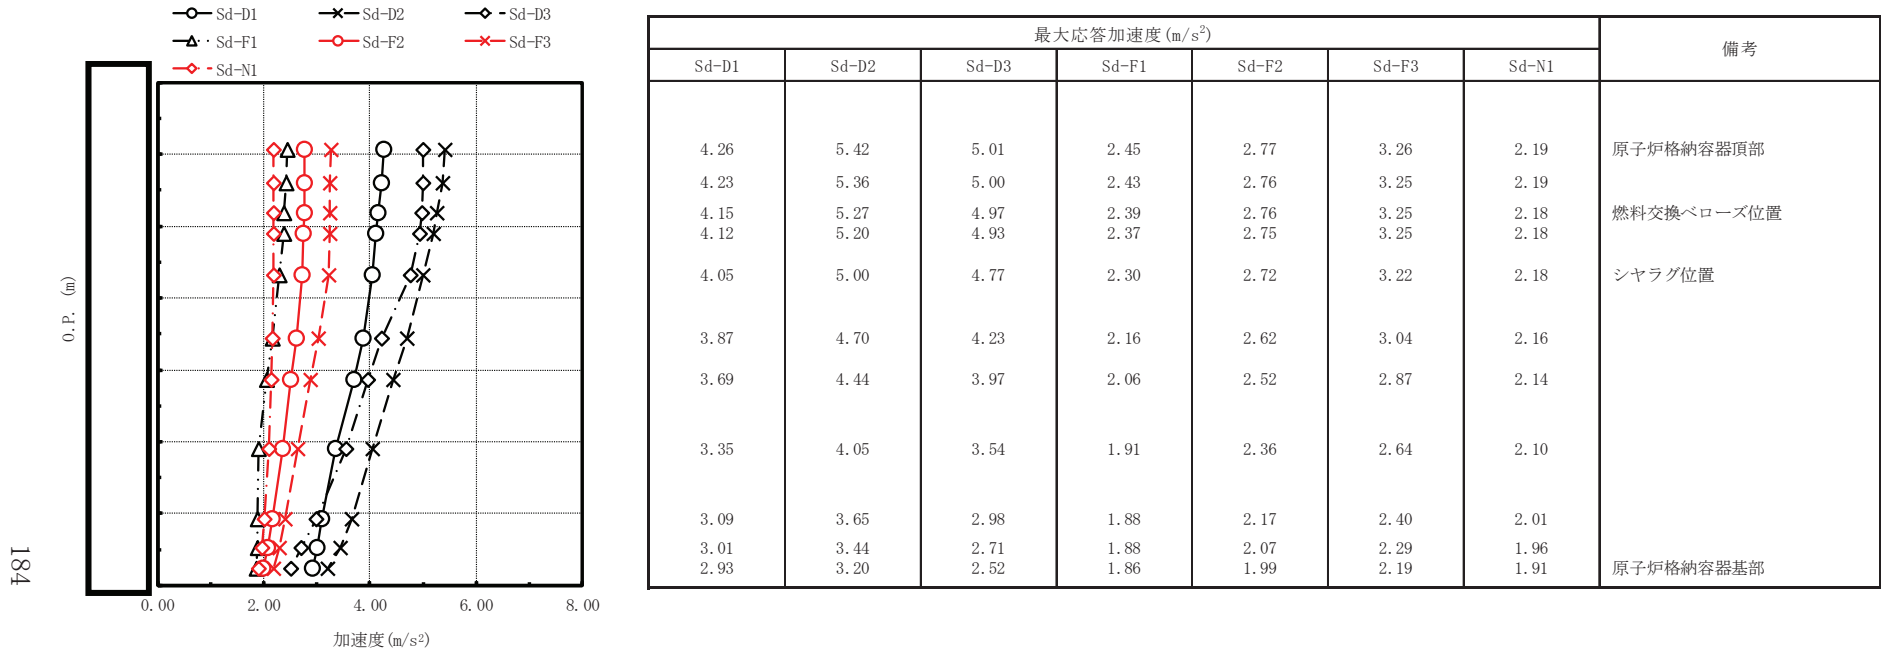 Sd-D1 Sd-D2 Sd-D3
Sd-F1 Sd-F2 Sd-F3
Sd-N1
O.P. (m)
0.00 2.00 4.00 6.00 8.00
加速度(m/s²)
最大応答加速度(m/s²) 備考
Sd-D1 Sd-D2 Sd-D3 Sd-F1 Sd-F2 Sd-F3 Sd-N1
4.26 5.42 5.01 2.45 2.77 3.26 2.19 原子炉格納容器頂部
4.23 5.36 5.00 2.43 2.76 3.25 2.19
4.15 5.27 4.97 2.39 2.76 3.25 2.18 燃料交換ベローズ位置
4.12 5.20 4.93 2.37 2.75 3.25 2.18
4.05 5.00 4.77 2.30 2.72 3.22 2.18 シヤラグ位置
3.87 4.70 4.23 2.16 2.62 3.04 2.16
3.69 4.44 3.97 2.06 2.52 2.87 2.14
3.35 4.05 3.54 1.91 2.36 2.64 2.10
3.09 3.65 2.98 1.88 2.17 2.40 2.01
3.01 3.44 2.71 1.88 2.07 2.29 1.96
2.93 3.20 2.52 1.86 1.99 2.19 1.91 原子炉格納容器基部
184